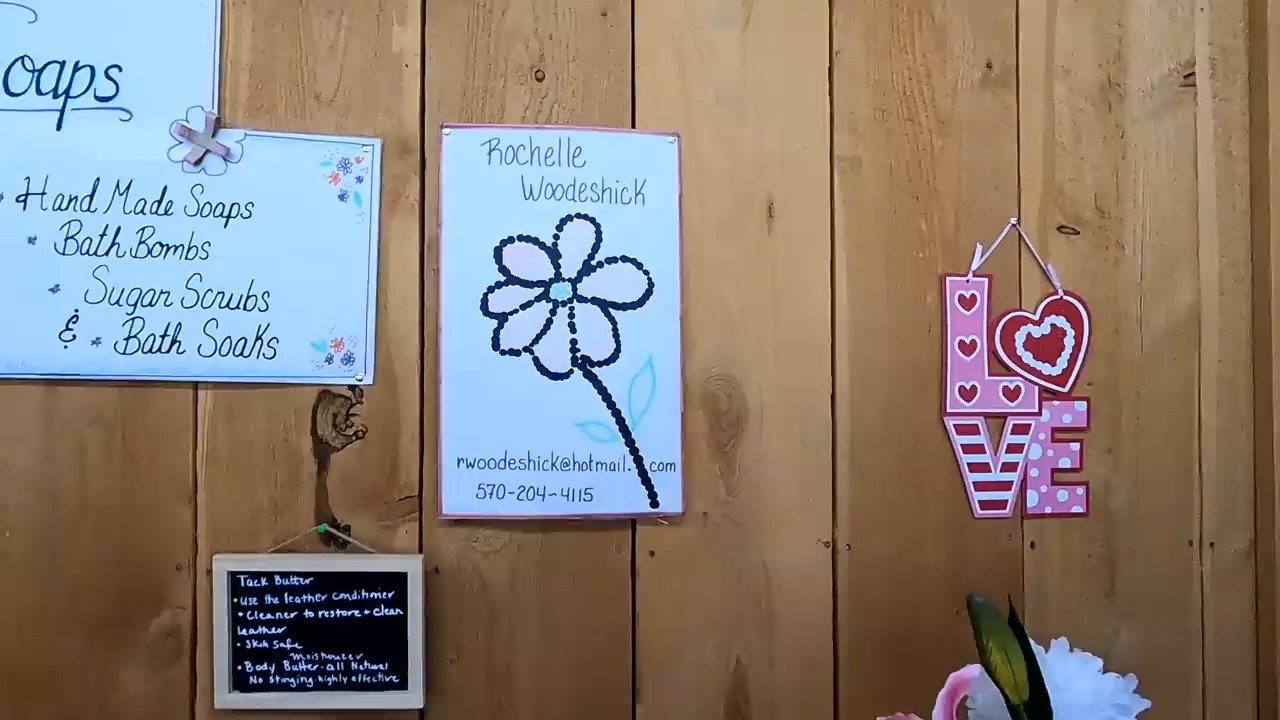 oaps
Hand Made Soaps
Bath Bombs
Sugar Scrubs
& Bath Soaks
Rochelle
Woodeshick
rwoodeshick@hotmail.com
570-204-4115
LOVE
Tack Butter
• Use the leather conditioner
• Cleaner to restore + clean
Leather
• Skin Safe
Moisturizer
• Body Butter-all Natural
No Stinging highly effective